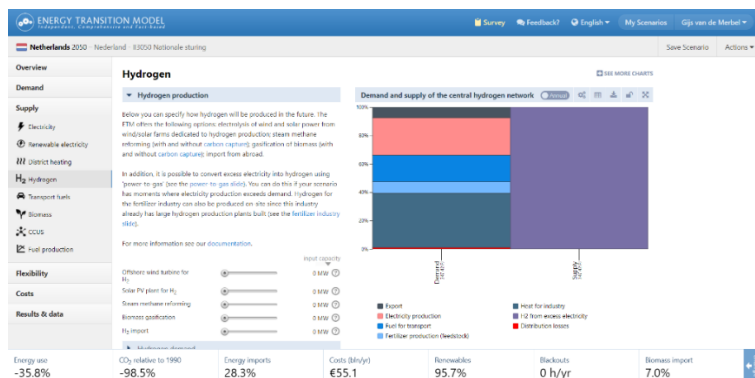 ENERGY TRANSITION MODEL
Independent, Comprehensive and Fact-based
Survey
Feedback?
English
My Scenarios
Gijs van de Merbel
Netherlands 2050 - Nederland - 03050 Nationale sturing
Save Scenario
Actions
Overview
Demand
Supply
Electricity
Renewable electricity
District heating
H₂ Hydrogen
Transport fuels
Biomass
CCUS
Fuel production
Flexibility
Costs
Results & data
Hydrogen
SEE MORE CHARTS
Hydrogen production
Below you can specify how hydrogen will be produced in the future. The
ETM offers the following options: electrolysis of wind and solar power from
wind/solar farms dedicated to hydrogen production; steam methane
reforming (with and without carbon capture); gasification of biomass (with
and without carbon capture); import from abroad.
In addition, it is possible to convert excess electricity into hydrogen using
'power to gas' (see the power to gas slide). You can do this if your scenario
has moments where electricity production exceeds demand. Hydrogen for
the fertilizer industry can also be produced on-site since this industry
already has large hydrogen production plants built (see the fertilizer industry
slide).
For more information see our documentation.
Input capacity
Offshore wind turbine for
H₂
0 MW
Solar PV plant for H₂
0 MW
Steam methane reforming
0 MW
Biomass gasification
0 MW
H₂ import
0 MW
Hydrogen demand
Demand and supply of the central hydrogen network
Annual
100%
80%
60%
40%
20%
0%
Demand
Supply
Export
Electricity production
Fuel for transport
Fertilizer production (feedstock)
Heat for industry
H2 from excess electricity
Distribution losses
Energy use
-35.8%
CO₂ relative to 1990
-98.5%
Energy imports
28.3%
Costs (bln/yr)
€55.1
Renewables
95.7%
Blackouts
0 h/yr
Biomass import
7.0%